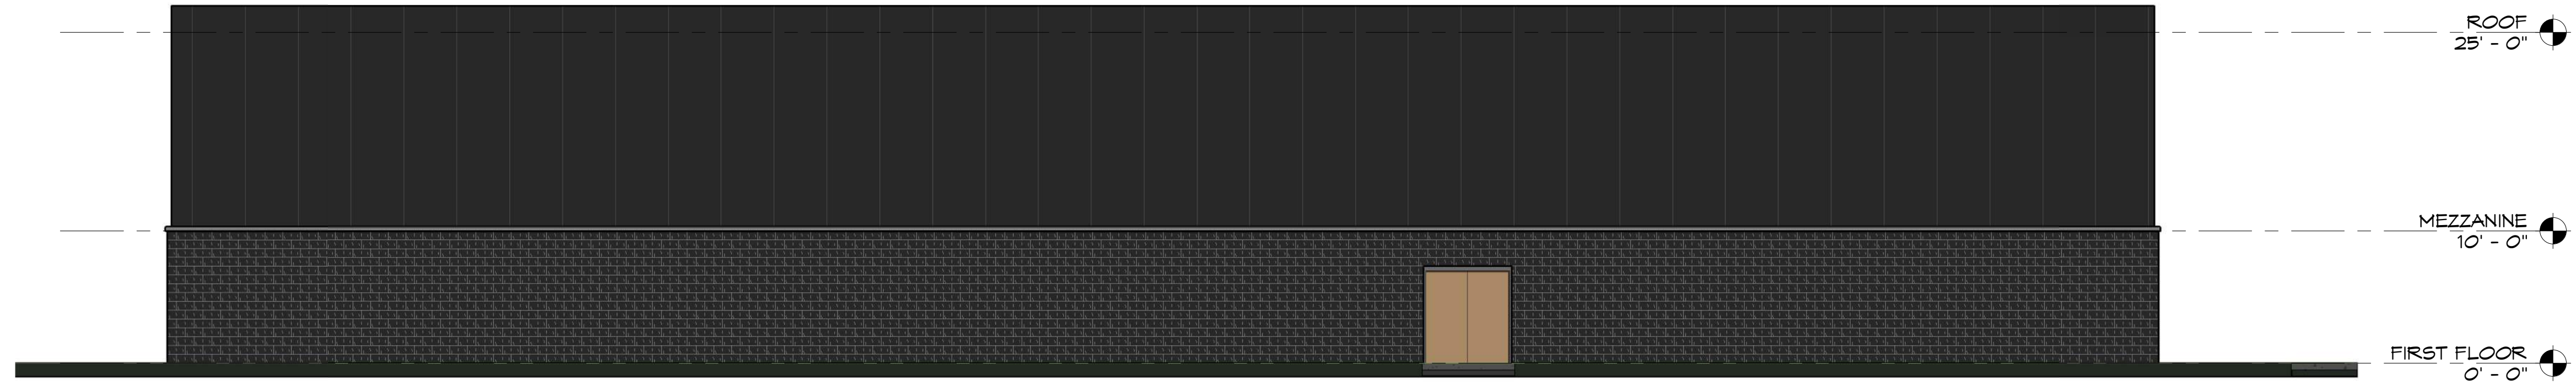 ROOF
25' - 0"
MEZZANINE
10' - 0"
FIRST FLOOR
0' - 0"